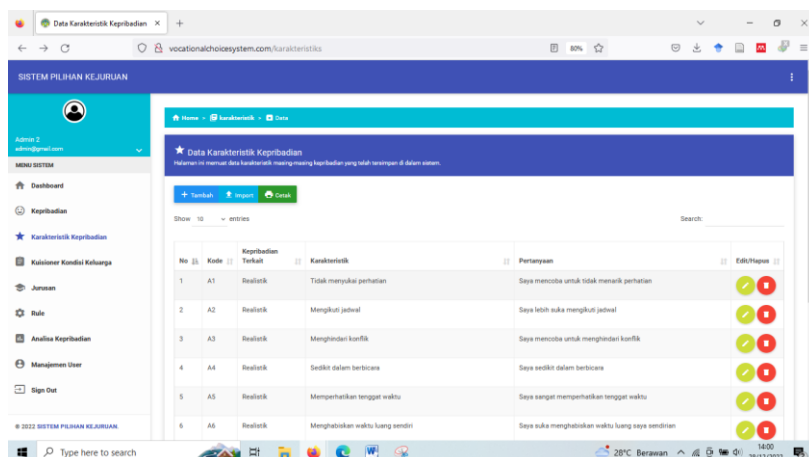 Data Karakteristik Kepribadian
vocationalchoicesystem.com/karakteristiks
80%
SISTEM PILIHAN KEJURUAN
Admin 2
admin@gmail.com
MENU SISTEM
Dashboard
Kepribadian
Karakteristik Kepribadian
Kuisioner Kondisi Keluarga
Jurusan
Rule
Analisa Kepribadian
Manajemen User
Sign Out
© 2022 SISTEM PILIHAN KEJURUAN.
Home • karakteristik • Data
Data Karakteristik Kepribadian
Halaman ini memuat data karakteristik masing-masing kepribadian yang telah tersimpan di dalam sistem.
+ Tambah Import Cetak
Show 10 entries Search:
No Kode Kepribadian Terkait Karakteristik Pertanyaan Edit/Hapus
1 A1 Realistik Tidak menyukai perhatian Saya mencoba untuk tidak menarik perhatian
2 A2 Realistik Mengikuti jadwal Saya lebih suka mengikuti jadwal
3 A3 Realistik Menghindari konflik Saya mencoba untuk menghindari konflik
4 A4 Realistik Sedikit dalam berbicara Saya sedikit dalam berbicara
5 A5 Realistik Memperhatikan tenggat waktu Saya sangat memperhatikan tenggat waktu
6 A6 Realistik Menghabiskan waktu luang sendiri Saya suka menghabiskan waktu luang saya sendirian
Type here to search
28°C Berawan
14:00